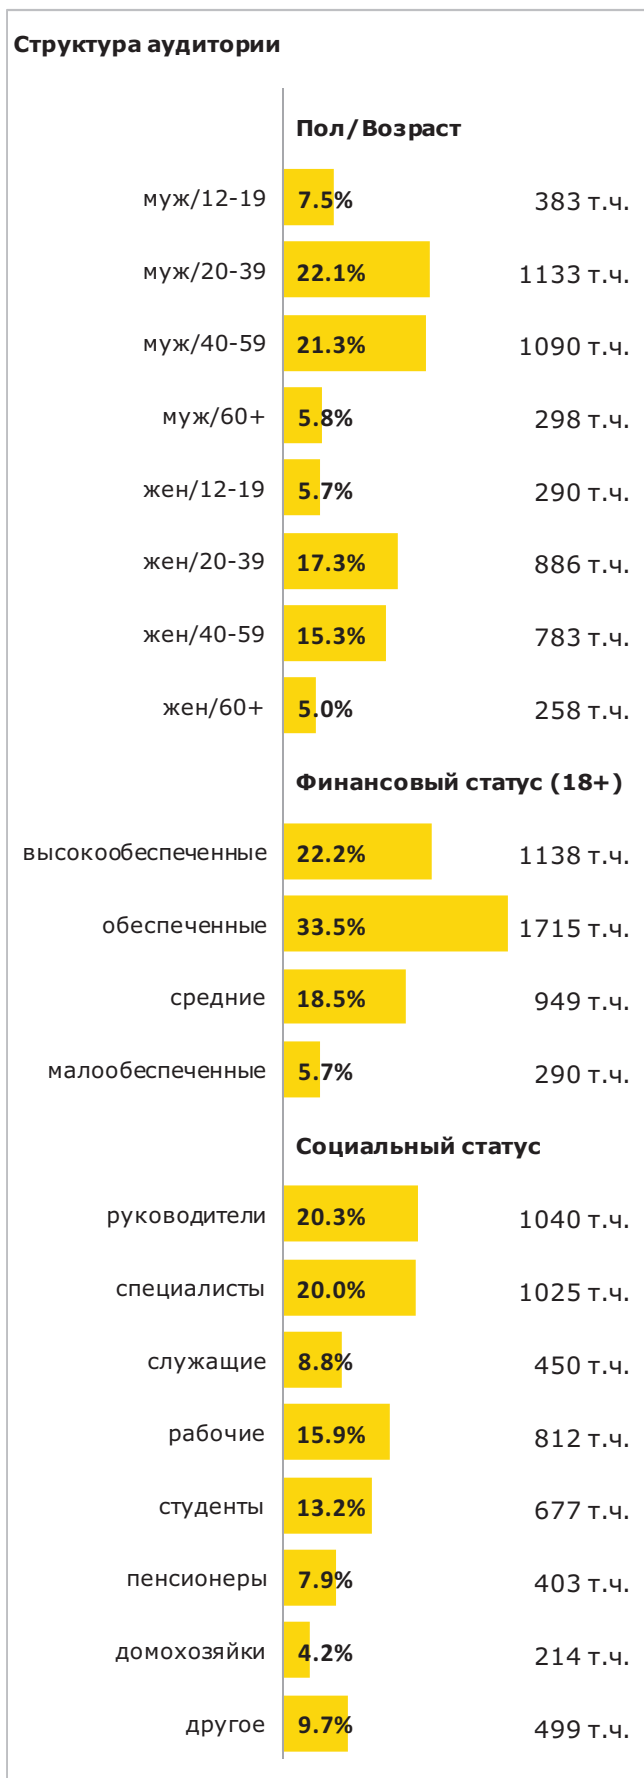 Структура аудитории
Пол/Возраст
муж/12-19 7.5% 383 т.ч.
муж/20-39 22.1% 1133 т.ч.
муж/40-59 21.3% 1090 т.ч.
муж/60+ 5.8% 298 т.ч.
жен/12-19 5.7% 290 т.ч.
жен/20-39 17.3% 886 т.ч.
жен/40-59 15.3% 783 т.ч.
жен/60+ 5.0% 258 т.ч.
Финансовый статус (18+)
высокообеспеченные 22.2% 1138 т.ч.
обеспеченные 33.5% 1715 т.ч.
средние 18.5% 949 т.ч.
малообеспеченные 5.7% 290 т.ч.
Социальный статус
руководители 20.3% 1040 т.ч.
специалисты 20.0% 1025 т.ч.
служащие 8.8% 450 т.ч.
рабочие 15.9% 812 т.ч.
студенты 13.2% 677 т.ч.
пенсионеры 7.9% 403 т.ч.
домохозяйки 4.2% 214 т.ч.
другое 9.7% 499 т.ч.